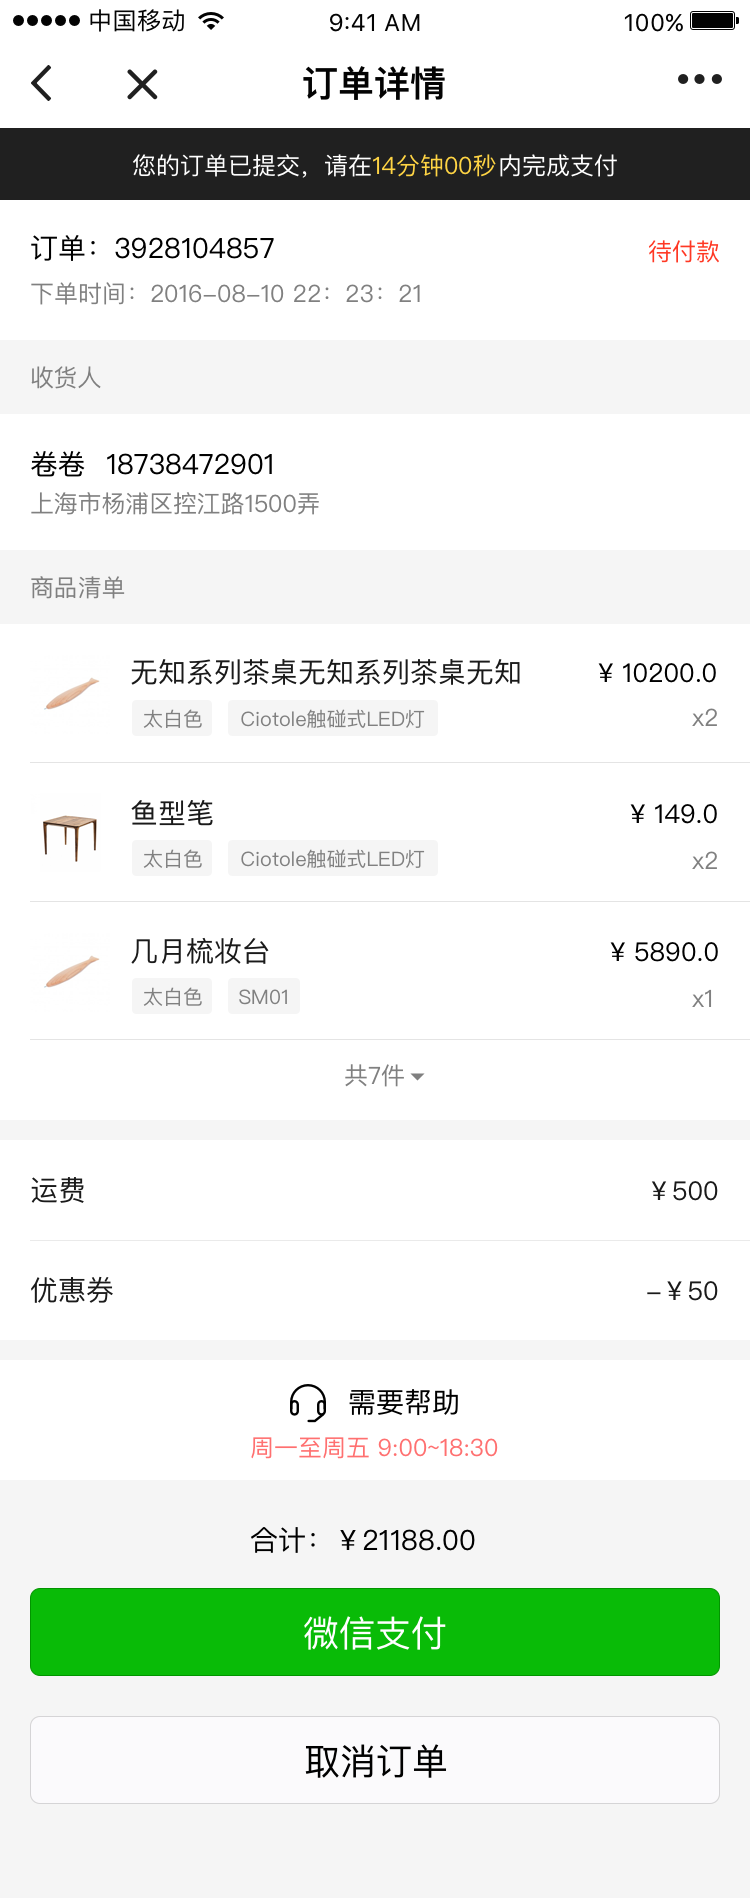 中国移动 9:41 AM 100%
订单详情
您的订单已提交，请在14分钟00秒内完成支付
订单：3928104857 待付款
下单时间：2016-08-10 22：23：21
收货人
卷卷 18738472901
上海市杨浦区控江路1500弄
商品清单
无知系列茶桌无知系列茶桌无知 ¥ 10200.0
太白色 Ciotole触碰式LED灯 x2
鱼型笔 ¥ 149.0
太白色 Ciotole触碰式LED灯 x2
几月梳妆台 ¥ 5890.0
太白色 SM01 x1
共7件
运费 ¥ 500
优惠券 -¥ 50
需要帮助
周一至周五 9:00~18:30
合计： ¥ 21188.00
微信支付
取消订单